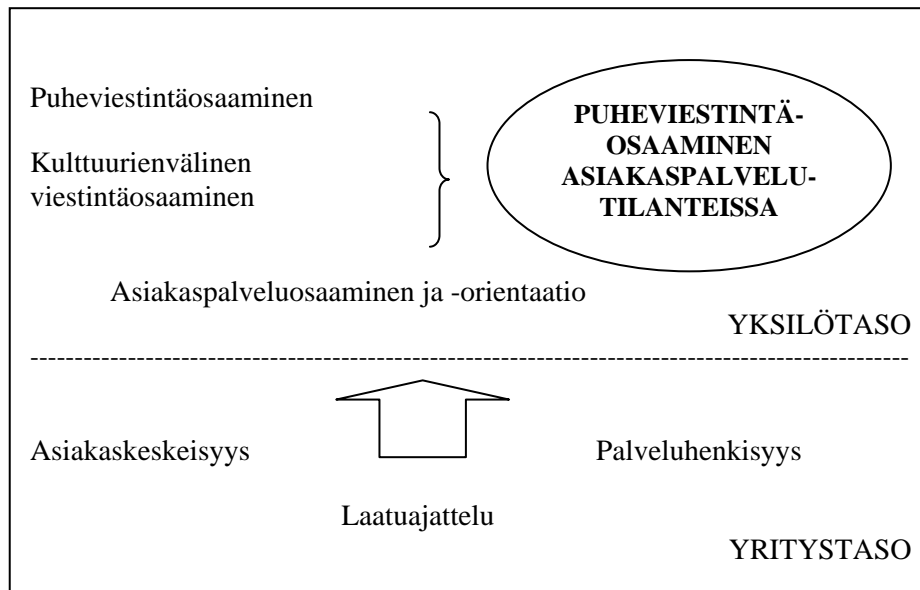 Puheviestintäosaaminen
Kulttuurienvälinen
viestintäosaaminen
PUHEVIESTINTÄ-
OSAAMINEN
ASIAKASPALVELU-
TILANTEISSA
Asiakaspalveluosaaminen ja -orientaatio
YKSILÖTASO
Asiakaskeskeisyys
Palveluhenkisyys
Laatuajattelu
YRITYSTASO